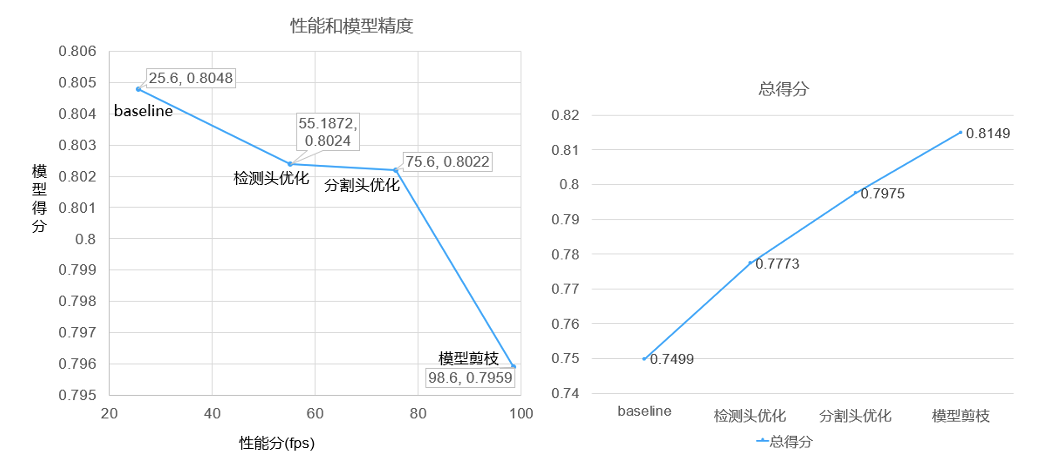 性能和模型精度
0.806
0.805
0.804
0.803
0.802
0.801
0.8
0.799
0.798
0.797
0.796
0.795
模型得分
25.6, 0.8048
baseline
55.1872,
0.8024
检测头优化
75.6, 0.8022
分割头优化
模型剪枝
98.6, 0.7959
20
40
60
80
100
性能分(fps)
总得分
0.82
0.81
0.8
0.79
0.78
0.77
0.76
0.75
0.74
0.7499
0.7773
0.7975
0.8149
baseline
检测头优化
分割头优化
模型剪枝
总得分